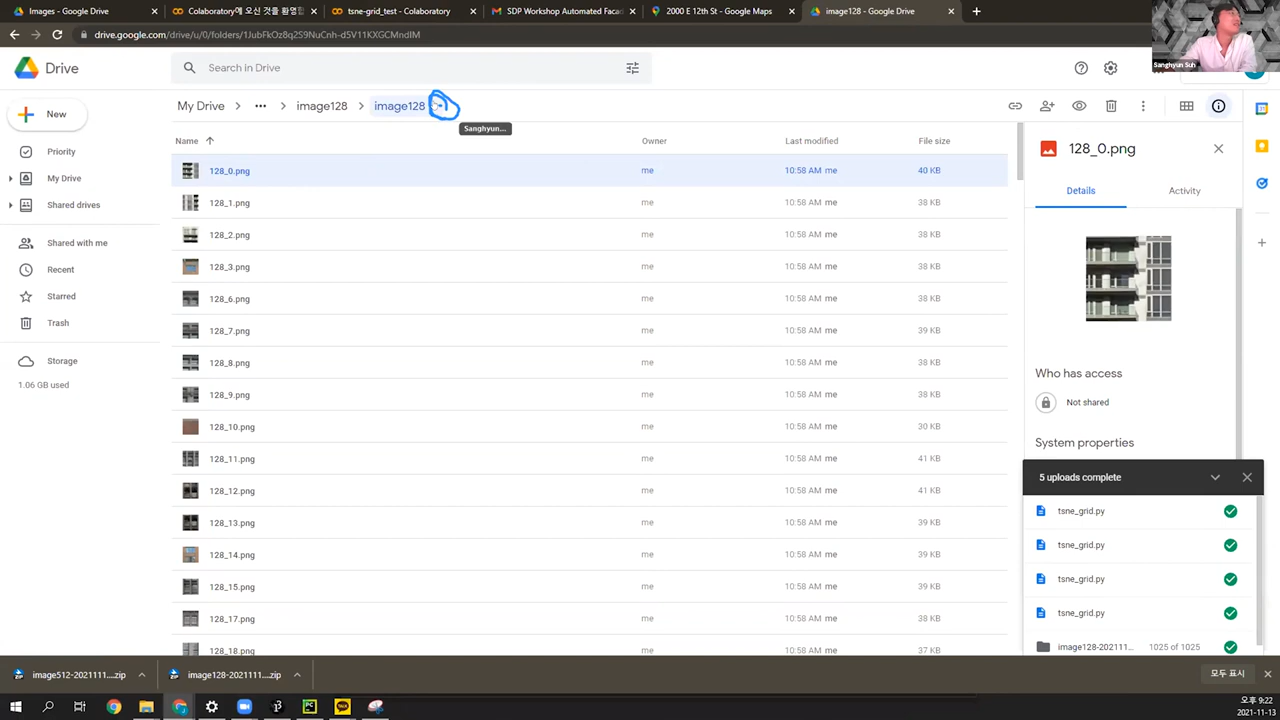 Images - Google Drive
Colaboratory에 오신 것을 환영합
tsne-grid_test - Colaboratory
SDP Workshop Automated Facad
2000 E 12th St - Google Maps
image128 - Google Drive
drive.google.com/drive/u/0/folders/1JubFkOz8q2S9NuCnh-d5V11KXGCMndIM
Sanghyun Suh
Drive
Search in Drive
New
My Drive
image128
image128
Sanghyun...
Priority
My Drive
Shared drives
Shared with me
Recent
Starred
Trash
Storage
1.06 GB used
Name Owner Last modified File size
128_0.png me 10:58 AM me 40 KB
128_1.png me 10:58 AM me 38 KB
128_2.png me 10:58 AM me 38 KB
128_3.png me 10:58 AM me 38 KB
128_6.png me 10:58 AM me 38 KB
128_7.png me 10:58 AM me 39 KB
128_8.png me 10:58 AM me 38 KB
128_9.png me 10:58 AM me 38 KB
128_10.png me 10:58 AM me 30 KB
128_11.png me 10:58 AM me 41 KB
128_12.png me 10:58 AM me 41 KB
128_13.png me 10:58 AM me 39 KB
128_14.png me 10:58 AM me 39 KB
128_15.png me 10:58 AM me 39 KB
128_17.png me 10:58 AM me 38 KB
128_18.png me 10:58 AM me 37 KB
128_0.png
Details Activity
Who has access
Not shared
System properties
5 uploads complete
tsne_grid.py
tsne_grid.py
tsne_grid.py
tsne_grid.py
image128-202111... 1025 of 1025
image512-2021111....zip
image128-2021111....zip
모두 표시
오후 9:22
2021-11-13